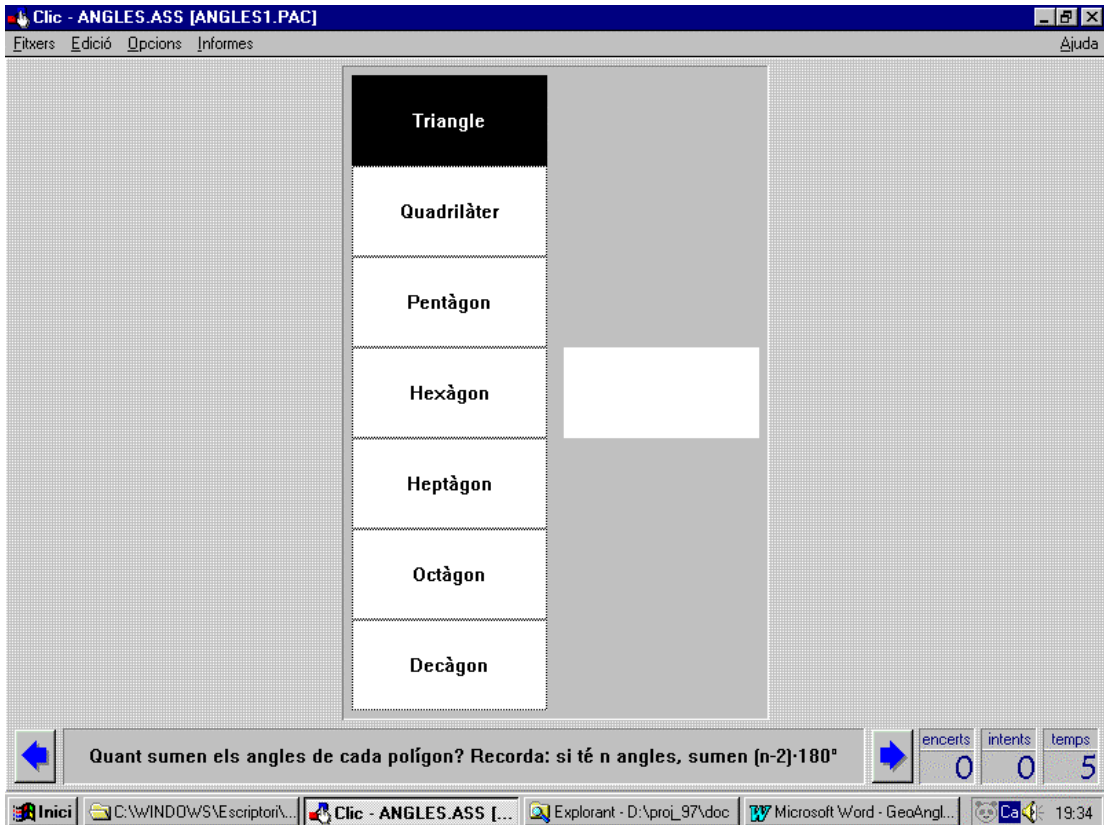 Clic - ANGLES.ASS [ANGLES1.PAC]
Fitxers Edició Opcions Informes Ajuda
Triangle
Quadrilàter
Pentàgon
Hexàgon
Heptàgon
Octàgon
Decàgon
Quant sumen els angles de cada polígon? Recorda: si té n angles, sumen (n-2)·180º
encerts intents temps
0 0 5
Inici C:\WINDOWS\Escriptori\... Clic - ANGLES.ASS [... Explorant - D:\proj_97\doc Microsoft Word - GeoAngl... Ca 19:34